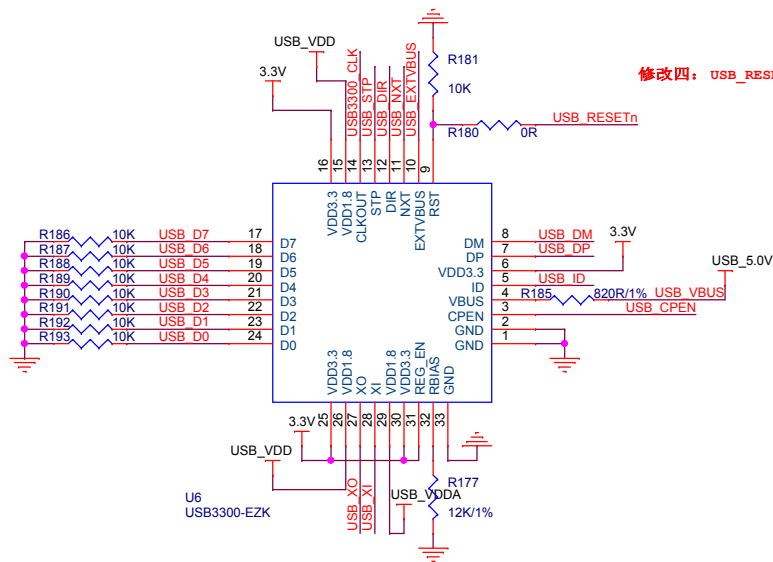 USB_VDD
3.3V
USB3300_CLK
USB_STP
USB_DIR
USB_NXT
USB_EXTVBUS
R181
10K
修改四：USB_RES
R180
0R
USB_RESETn
16
15
14
13
12
11
10
9
VDD3.3
VDD1.8
CLKOUT
STP
DIR
NXT
EXTVBUS
RST
R186 10K USB_D7 17 D7
R187 10K USB_D6 18 D6
R188 10K USB_D5 19 D5
R189 10K USB_D4 20 D4
R190 10K USB_D3 21 D3
R191 10K USB_D2 22 D2
R192 10K USB_D1 23 D1
R193 10K USB_D0 24 D0
DM 8 USB_DM
DP 7 USB_DP
VDD3.3 6
3.3V
ID 5 USB_ID
VBUS 4 R185 820R/1% USB_VBUS
USB_5.0V
CPEN 3 USB_CPEN
GND 2
GND 1
VDD3.3
VDD1.8
XO
XI
VDD1.8
VDD3.3
REG_EN
RBIAS
GND
25
26
27
28
29
30
31
32
33
3.3V
USB_VDD
USB_XO
USB_XI
USB_VDDA
R177
12K/1%
U6
USB3300-EZK